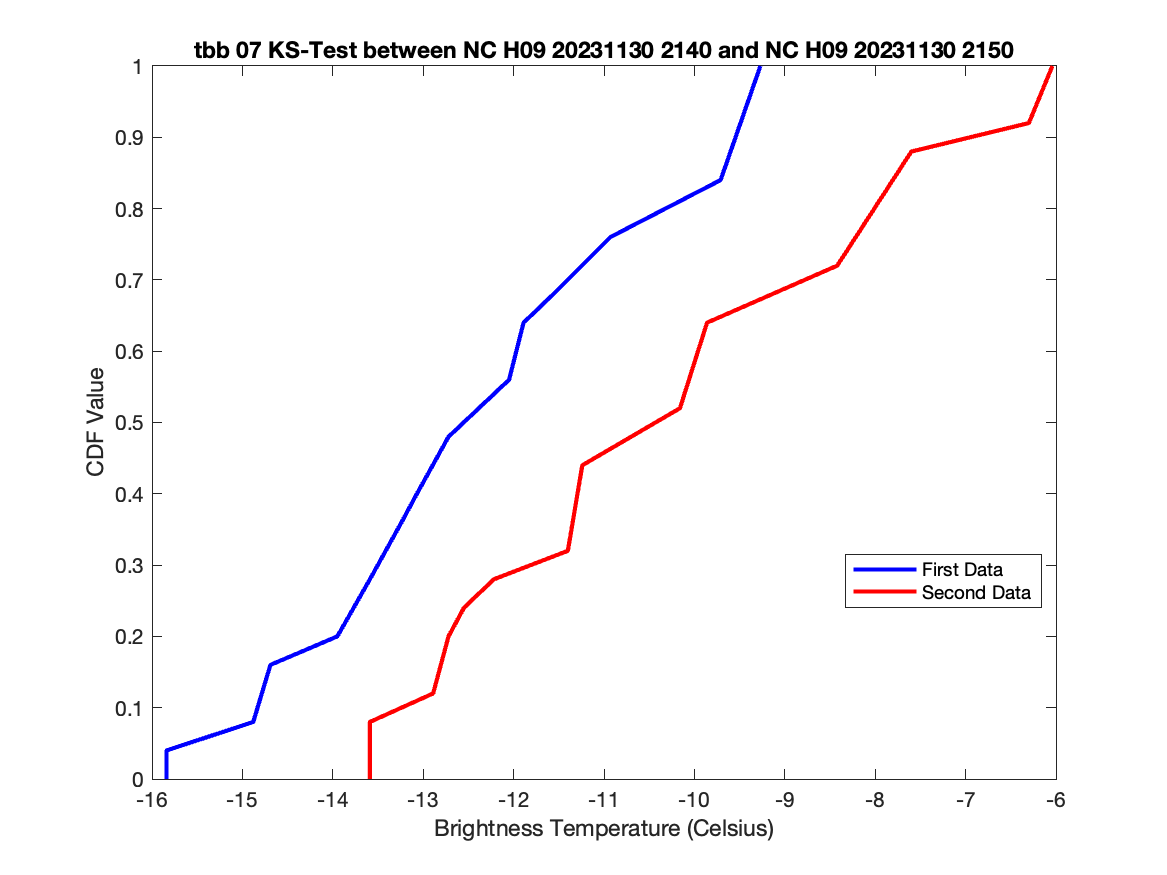 tbb 07 KS-Test between NC H09 20231130 2140 and NC H09 20231130 2150
1
0.9
0.8
0.7
0.6
0.5
0.4
0.3
0.2
0.1
0
CDF Value
First Data
Second Data
-16 -15 -14 -13 -12 -11 -10 -9 -8 -7 -6
Brightness Temperature (Celsius)